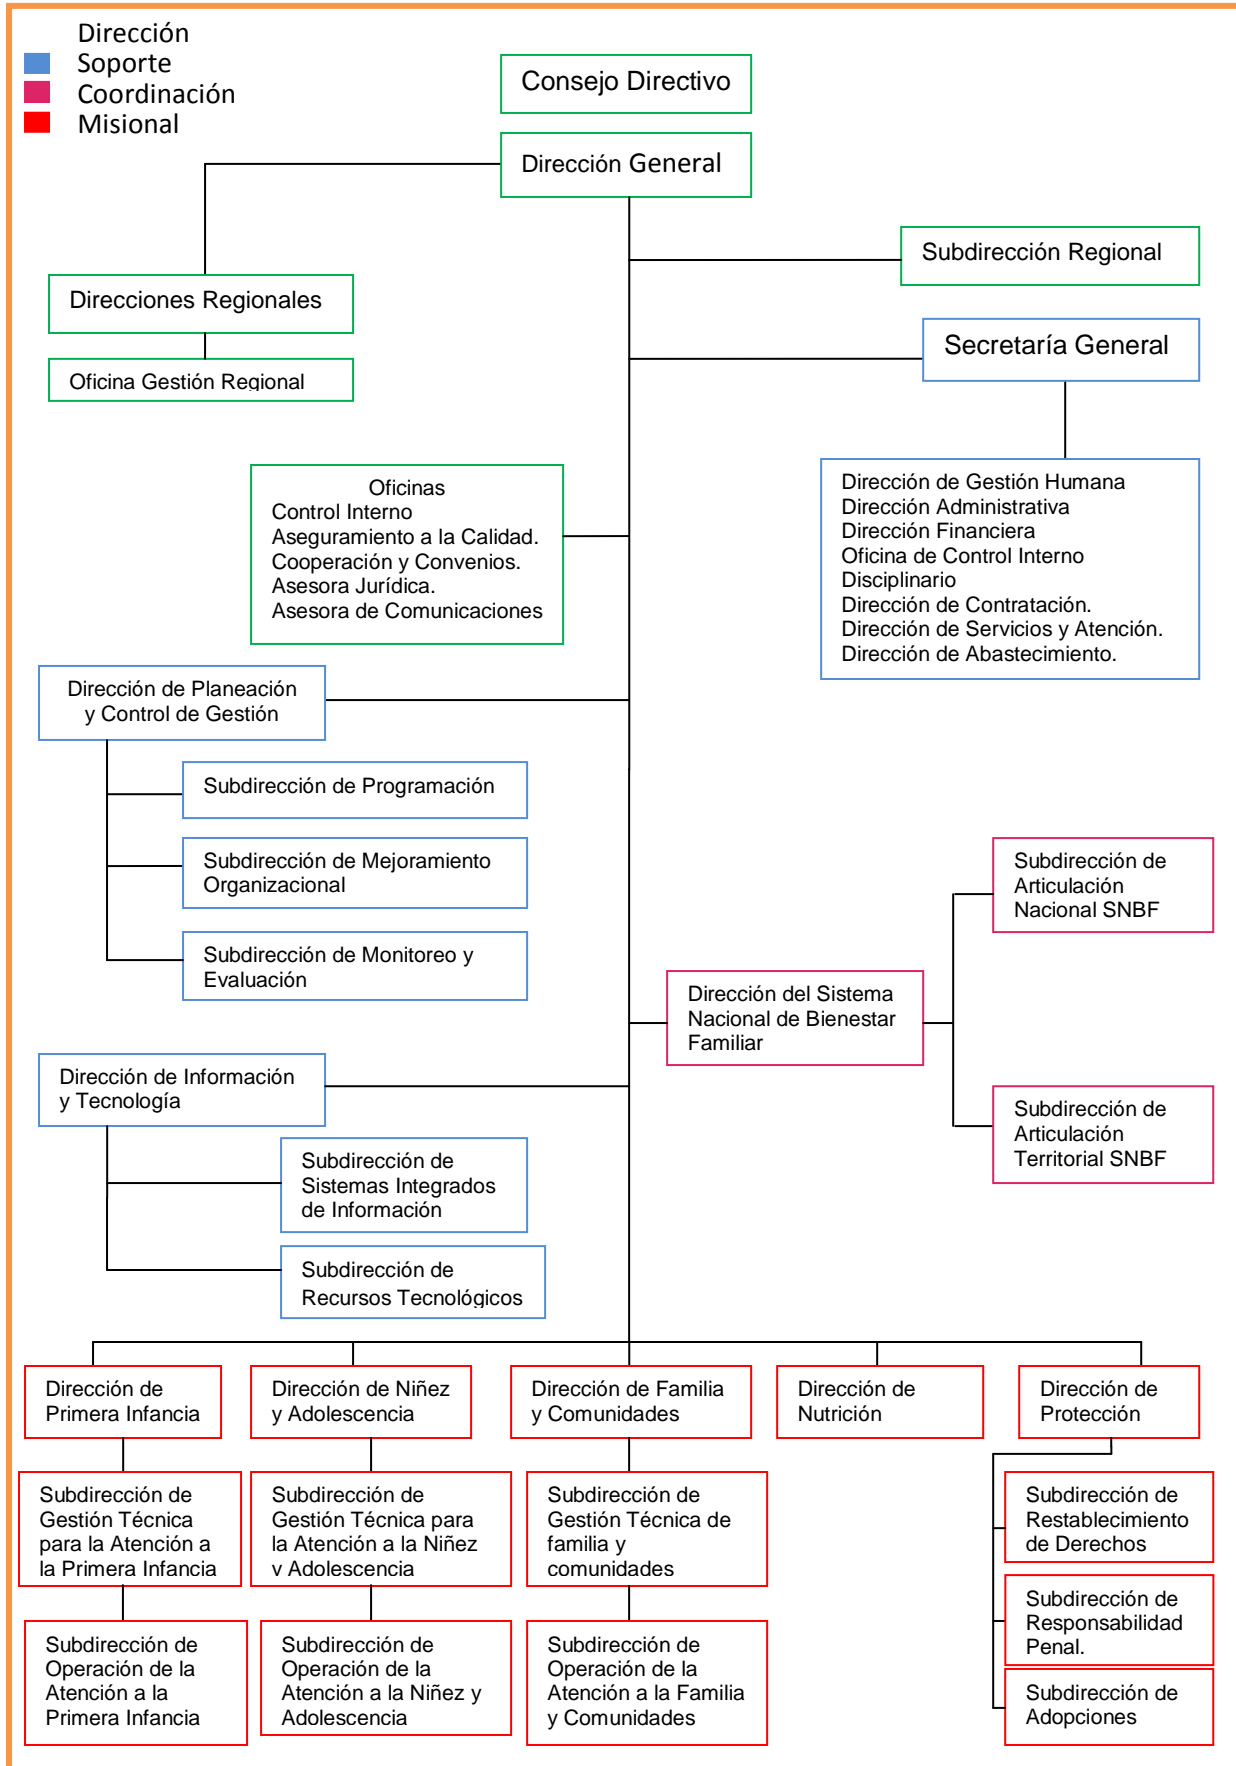 Dirección
Soporte
Coordinación
Misional
Consejo Directivo
Dirección General
Subdirección Regional
Direcciones Regionales
Secretaría General
Oficina Gestión Regional
Oficinas
Control Interno
Aseguramiento a la Calidad.
Cooperación y Convenios.
Asesora Jurídica.
Asesora de Comunicaciones
Dirección de Gestión Humana
Dirección Administrativa
Dirección Financiera
Oficina de Control Interno
Disciplinario
Dirección de Contratación.
Dirección de Servicios y Atención.
Dirección de Abastecimiento.
Dirección de Planeación
y Control de Gestión
Subdirección de Programación
Subdirección de Mejoramiento
Organizacional
Subdirección de Monitoreo y
Evaluación
Subdirección de
Articulación
Nacional SNBF
Dirección del Sistema
Nacional de Bienestar
Familiar
Subdirección de
Articulación
Territorial SNBF
Dirección de Información
y Tecnología
Subdirección de
Sistemas Integrados
de Información
Subdirección de
Recursos Tecnológicos
Dirección de
Primera Infancia
Dirección de Niñez
y Adolescencia
Dirección de Familia
y Comunidades
Dirección de
Nutrición
Dirección de
Protección
Subdirección de
Gestión Técnica
para la Atención a
la Primera Infancia
Subdirección de
Gestión Técnica para
la Atención a la Niñez
y Adolescencia
Subdirección de
Gestión Técnica de
familia y
comunidades
Subdirección de
Restablecimiento
de Derechos
Subdirección de
Responsabilidad
Penal.
Subdirección de
Operación de la
Atención a la
Primera Infancia
Subdirección de
Operación de la
Atención a la Niñez y
Adolescencia
Subdirección de
Operación de la
Atención a la Familia
y Comunidades
Subdirección de
Adopciones